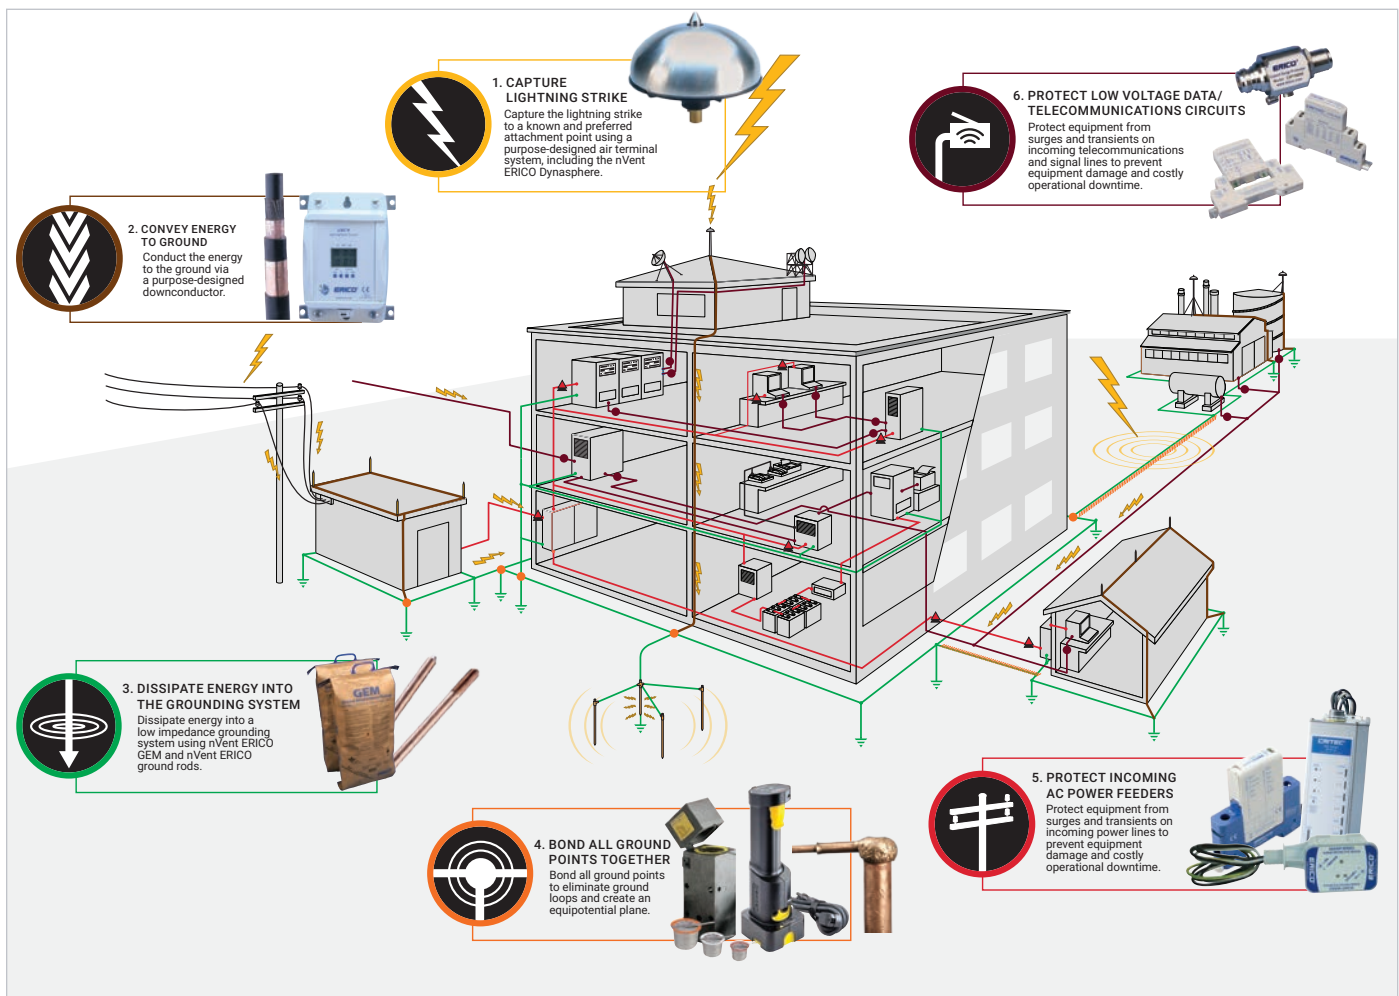 1. CAPTURE
LIGHTNING STRIKE
Capture the lightning strike
to a known and preferred
attachment point using a
purpose-designed air terminal
system, including the nVent
ERICO Dynasphere.
2. CONVEY ENERGY
TO GROUND
Conduct the energy
to the ground via
a purpose-designed
downconductor.
ERICO
3. DISSIPATE ENERGY INTO
THE GROUNDING SYSTEM
Dissipate energy into a
low impedance grounding
system using nVent ERICO
GEM and nVent ERICO
ground rods.
GEM
4. BOND ALL GROUND
POINTS TOGETHER
Bond all ground points
to eliminate ground
loops and create an
equipotential plane.
5. PROTECT INCOMING
AC POWER FEEDERS
Protect equipment from
surges and transients on
incoming power lines to
prevent equipment
damage and costly
operational downtime.
CRITEC
ERICO
ERICO
6. PROTECT LOW VOLTAGE DATA/
TELECOMMUNICATIONS CIRCUITS
Protect equipment from
surges and transients on
incoming telecommunications
and signal lines to prevent
equipment damage and costly
operational downtime.
ERICO